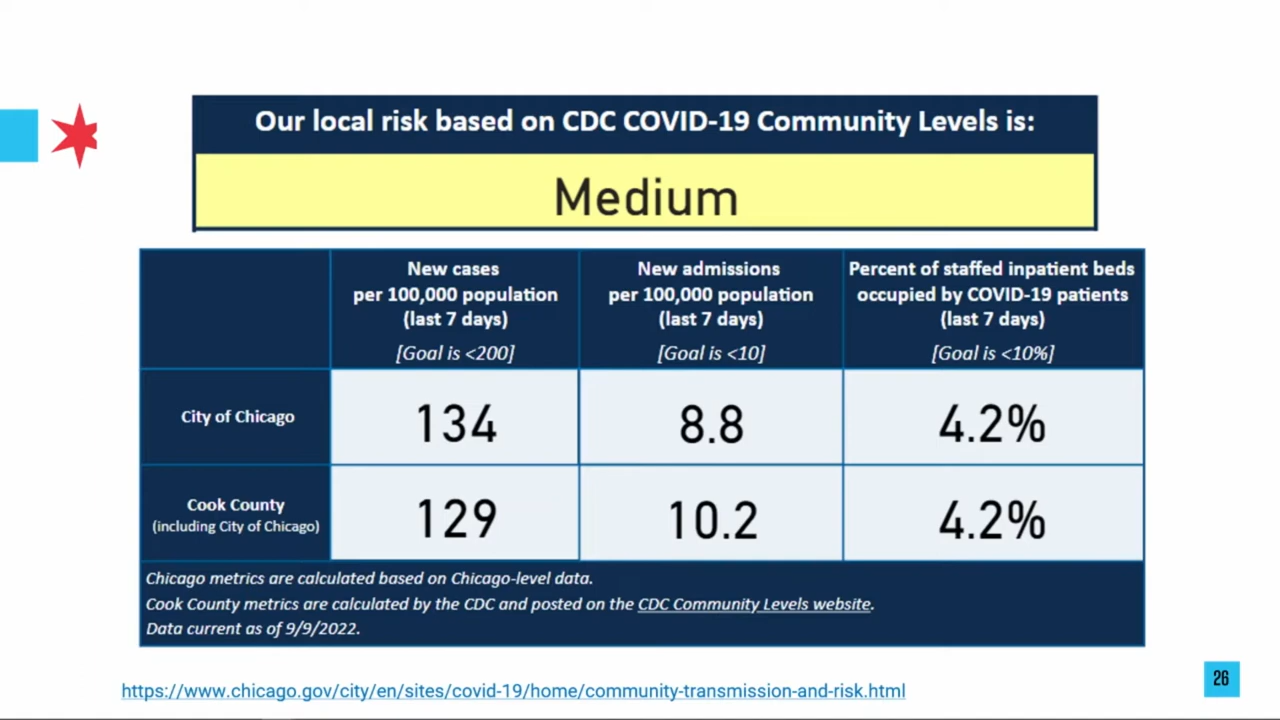 Our local risk based on CDC COVID-19 Community Levels is:
Medium
New cases
per 100,000 population
(last 7 days)
[Goal is <200]
New admissions
per 100,000 population
(last 7 days)
[Goal is <10]
Percent of staffed inpatient beds
occupied by COVID-19 patients
(last 7 days)
[Goal is <10%]
City of Chicago
134
8.8
4.2%
Cook County
(including City of Chicago)
129
10.2
4.2%
Chicago metrics are calculated based on Chicago-level data.
Cook County metrics are calculated by the CDC and posted on the CDC Community Levels website.
Data current as of 9/9/2022.
https://www.chicago.gov/city/en/sites/covid-19/home/community-transmission-and-risk.html
26